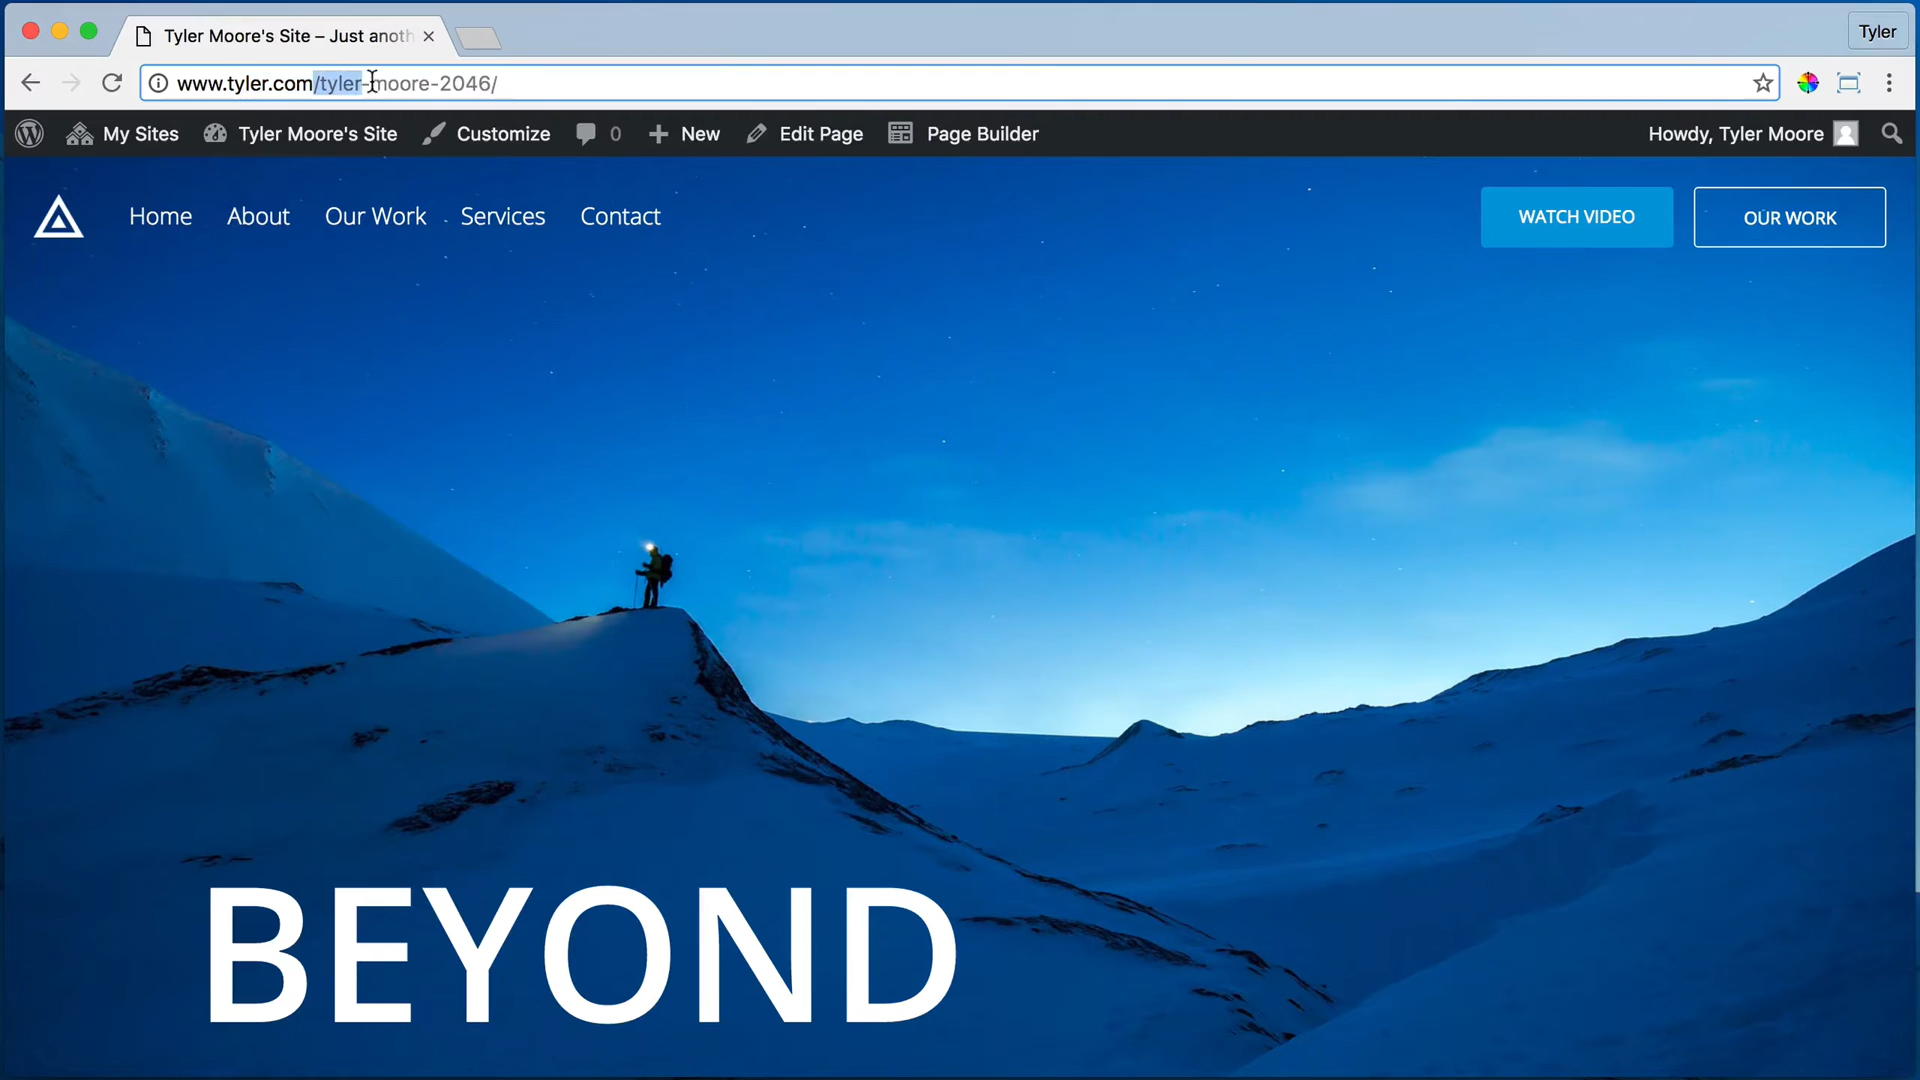 Tyler Moore's Site – Just anoth
Tyler
www.tyler.com/tyler-moore-2046/
My Sites Tyler Moore's Site Customize 0 New Edit Page Page Builder Howdy, Tyler Moore
Home About Our Work Services Contact WATCH VIDEO OUR WORK
BEYOND